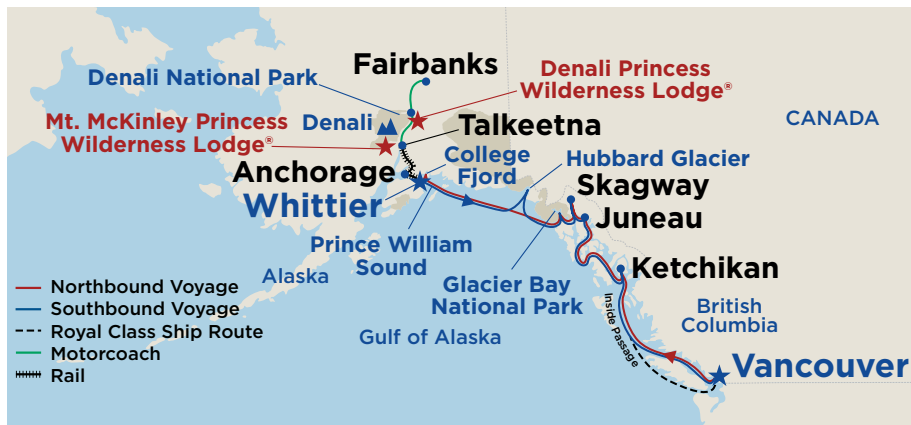 Fairbanks
Denali National Park
Denali Princess
Wilderness Lodge®
Mt. McKinley Princess
Wilderness Lodge®
Denali
Talkeetna
CANADA
Anchorage
College
Fjord
Hubbard Glacier
Whittier
Skagway
Juneau
Prince William
Sound
Alaska
Glacier Bay
National Park
Ketchikan
Northbound Voyage
Southbound Voyage
Royal Class Ship Route
Motorcoach
Rail
Gulf of Alaska
Inside Passage
British
Columbia
Vancouver